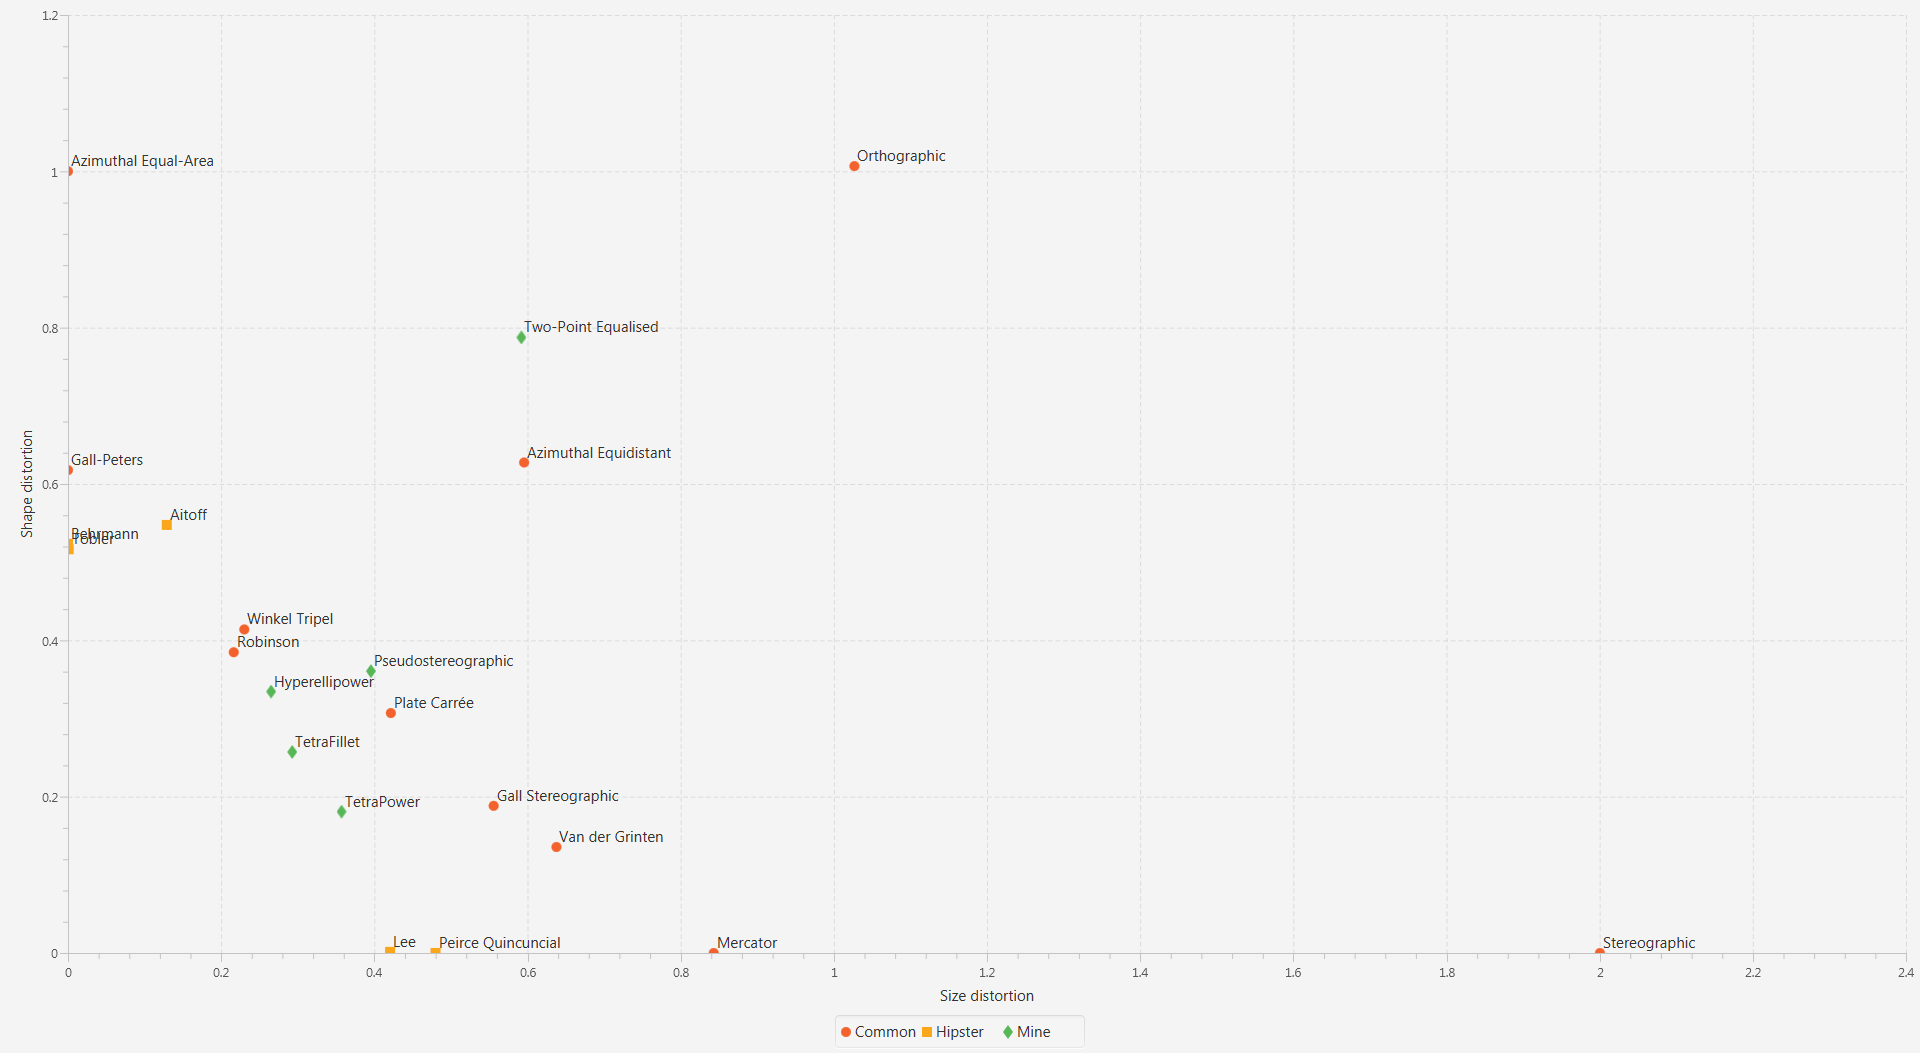 1.2
Azimuthal Equal-Area
Orthographic
1
Two-Point Equalised
0.8
Azimuthal Equidistant
Gall-Peters
0.6
Shape distortion
Aitoff
Behrmann
Tobler
Winkel Tripel
Robinson
0.4
Pseudostereographic
Hyperellipower
Plate Carrée
TetraFillet
0.2
TetraPower
Gall Stereographic
Van der Grinten
Lee
Peirce Quincuncial
Mercator
Stereographic
0
0 0.2 0.4 0.6 0.8 1 1.2 1.4 1.6 1.8 2 2.2 2.4
Size distortion
Common Hipster Mine